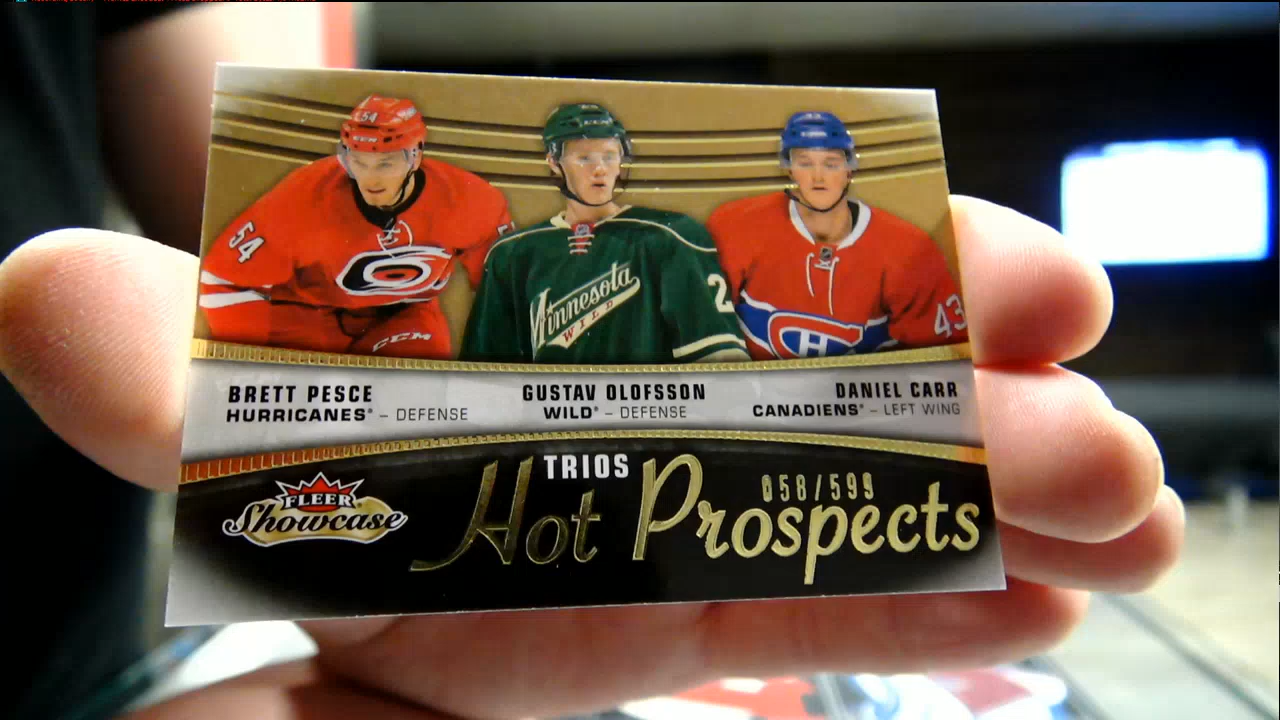 54
54
CCM
Minnesota
WILD
2
43
BRETT PESCE
HURRICANES® – DEFENSE
GUSTAV OLOFSSON
WILD® – DEFENSE
DANIEL CARR
CANADIENS® – LEFT WING
FLEER
Showcase
TRIOS
Hot Prospects
058/599